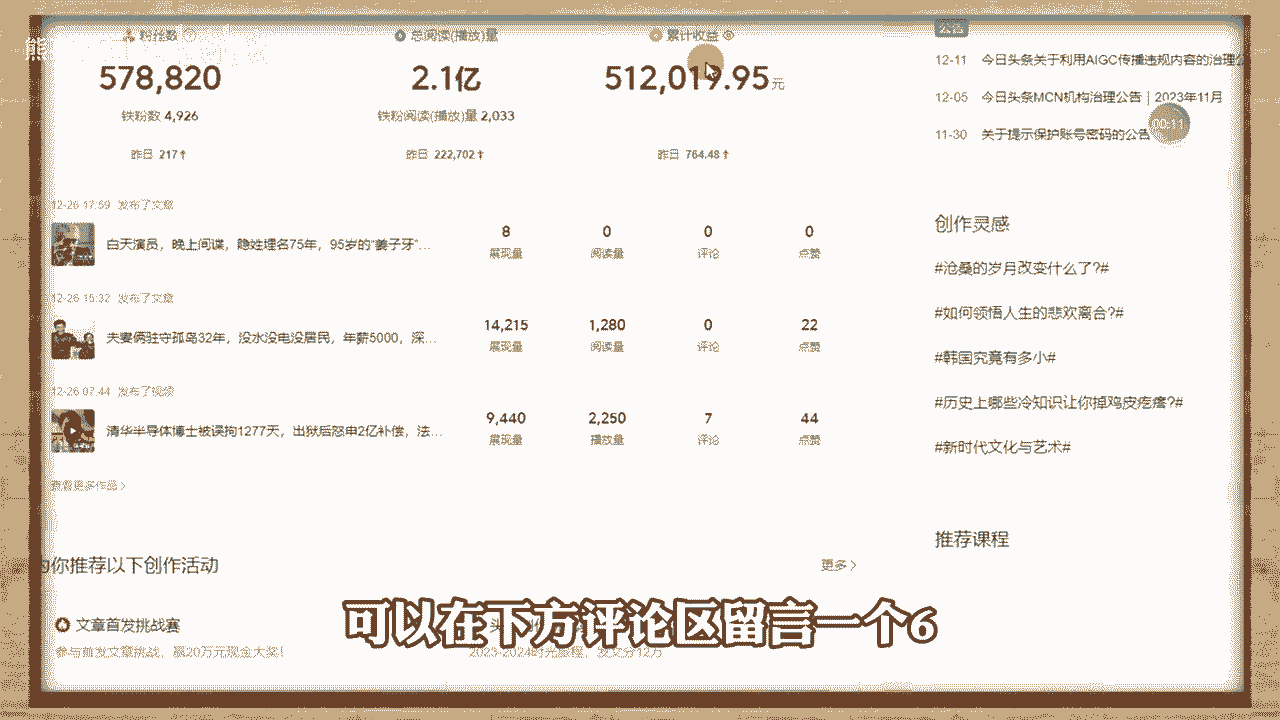 粉丝数
578,820
铁粉数 4,926
昨日 217↑
总阅读(播放)量
2.1亿
铁粉阅读(播放)量 2,033
昨日 222,702↑
累计收益
512,019.95元
昨日 764.48↑
12-26 17:59 发布了文章
白天演员，晚上间谍，隐姓埋名75年，95岁的"姜子牙"...
8 0 0 0
展现量 阅读量 评论 点赞
12-26 15:32 发布了文章
夫妻俩驻守孤岛32年，没水没电没居民，年薪5000，深...
14,215 1,280 0 22
展现量 阅读量 评论 点赞
12-26 07:44 发布了视频
清华半导体博士被误拘1277天，出狱后怒申2亿补偿，法...
9,440 2,250 7 44
展现量 播放量 评论 点赞
查看更多作品 >
你推荐以下创作活动
更多 >
文章首发挑战赛
参与首发文章挑战，赢20万元现金大奖！
2023-2024时光旅程，发文分12万
可以在下方评论区留言一个6
公告
12-11 今日头条关于利用AIGC传播违规内容的治理公
12-05 今日头条MCN机构治理公告｜2023年11月
11-30 关于提示保护账号密码的公告
00:11
创作灵感
#沧桑的岁月改变什么了?#
#如何领悟人生的悲欢离合?#
#韩国究竟有多小#
#历史上哪些冷知识让你掉鸡皮疙瘩?#
#新时代文化与艺术#
推荐课程